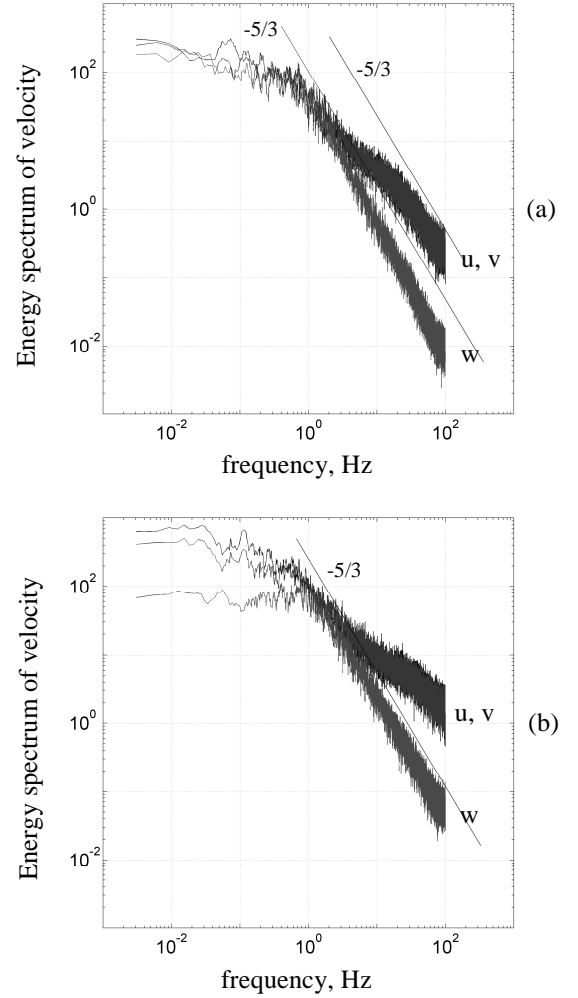 -5/3
-5/3
10^2
10^0
10^-2
Energy spectrum of velocity
u, v
w
(a)
10^-2
10^0
10^2
frequency, Hz
-5/3
10^2
10^0
10^-2
Energy spectrum of velocity
u, v
w
(b)
10^-2
10^0
10^2
frequency, Hz